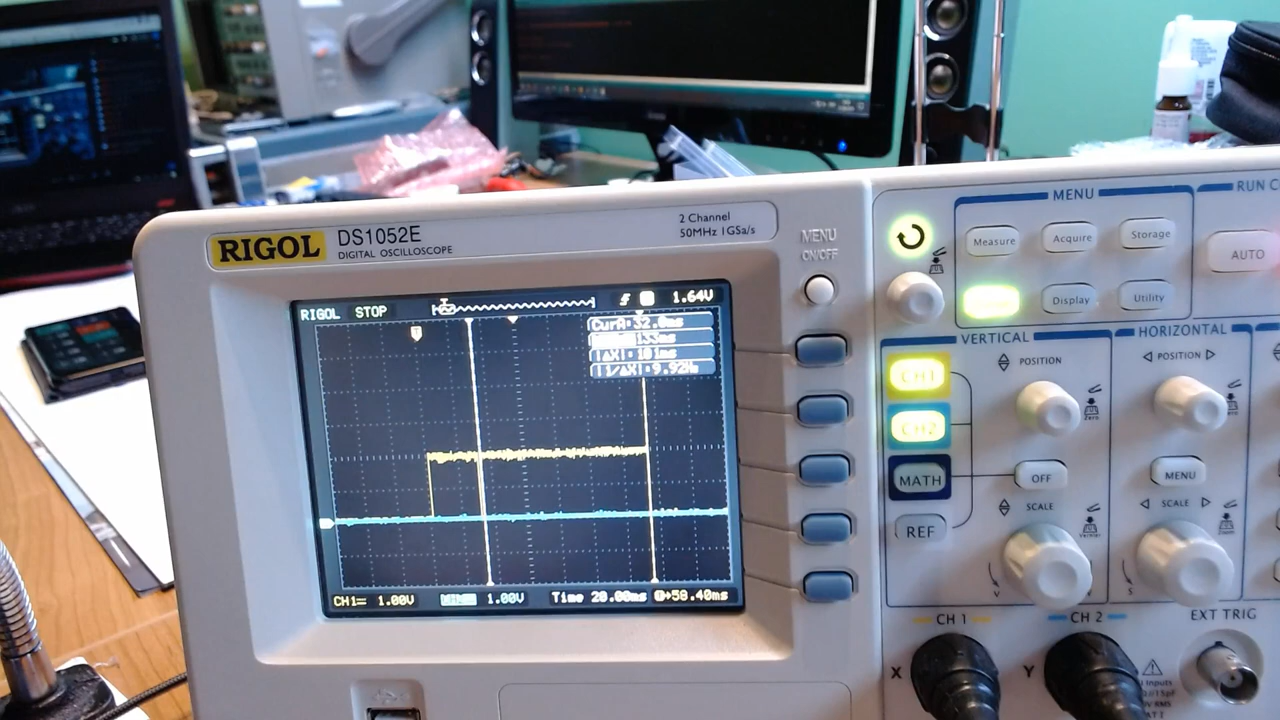 RIGOL DS1052E
DIGITAL OSCILLOSCOPE
2 Channel
50MHz 1GSa/s
MENU
ON/OFF
RIGOL STOP
1.64V
CurA: 32.0ms
133ms
|ΔX|: 101ms
|1/ΔX|: 9.92Hz
CH1 1.00V
1.00V
Time 20.00ms
+58.40ms
MENU
Measure
Acquire
Storage
Display
Utility
RUN C
AUTO
VERTICAL
POSITION
CH1
CH2
MATH
OFF
REF
SCALE
HORIZONTAL
POSITION
MENU
SCALE
CH 1
CH 2
EXT TRIG
X
Y